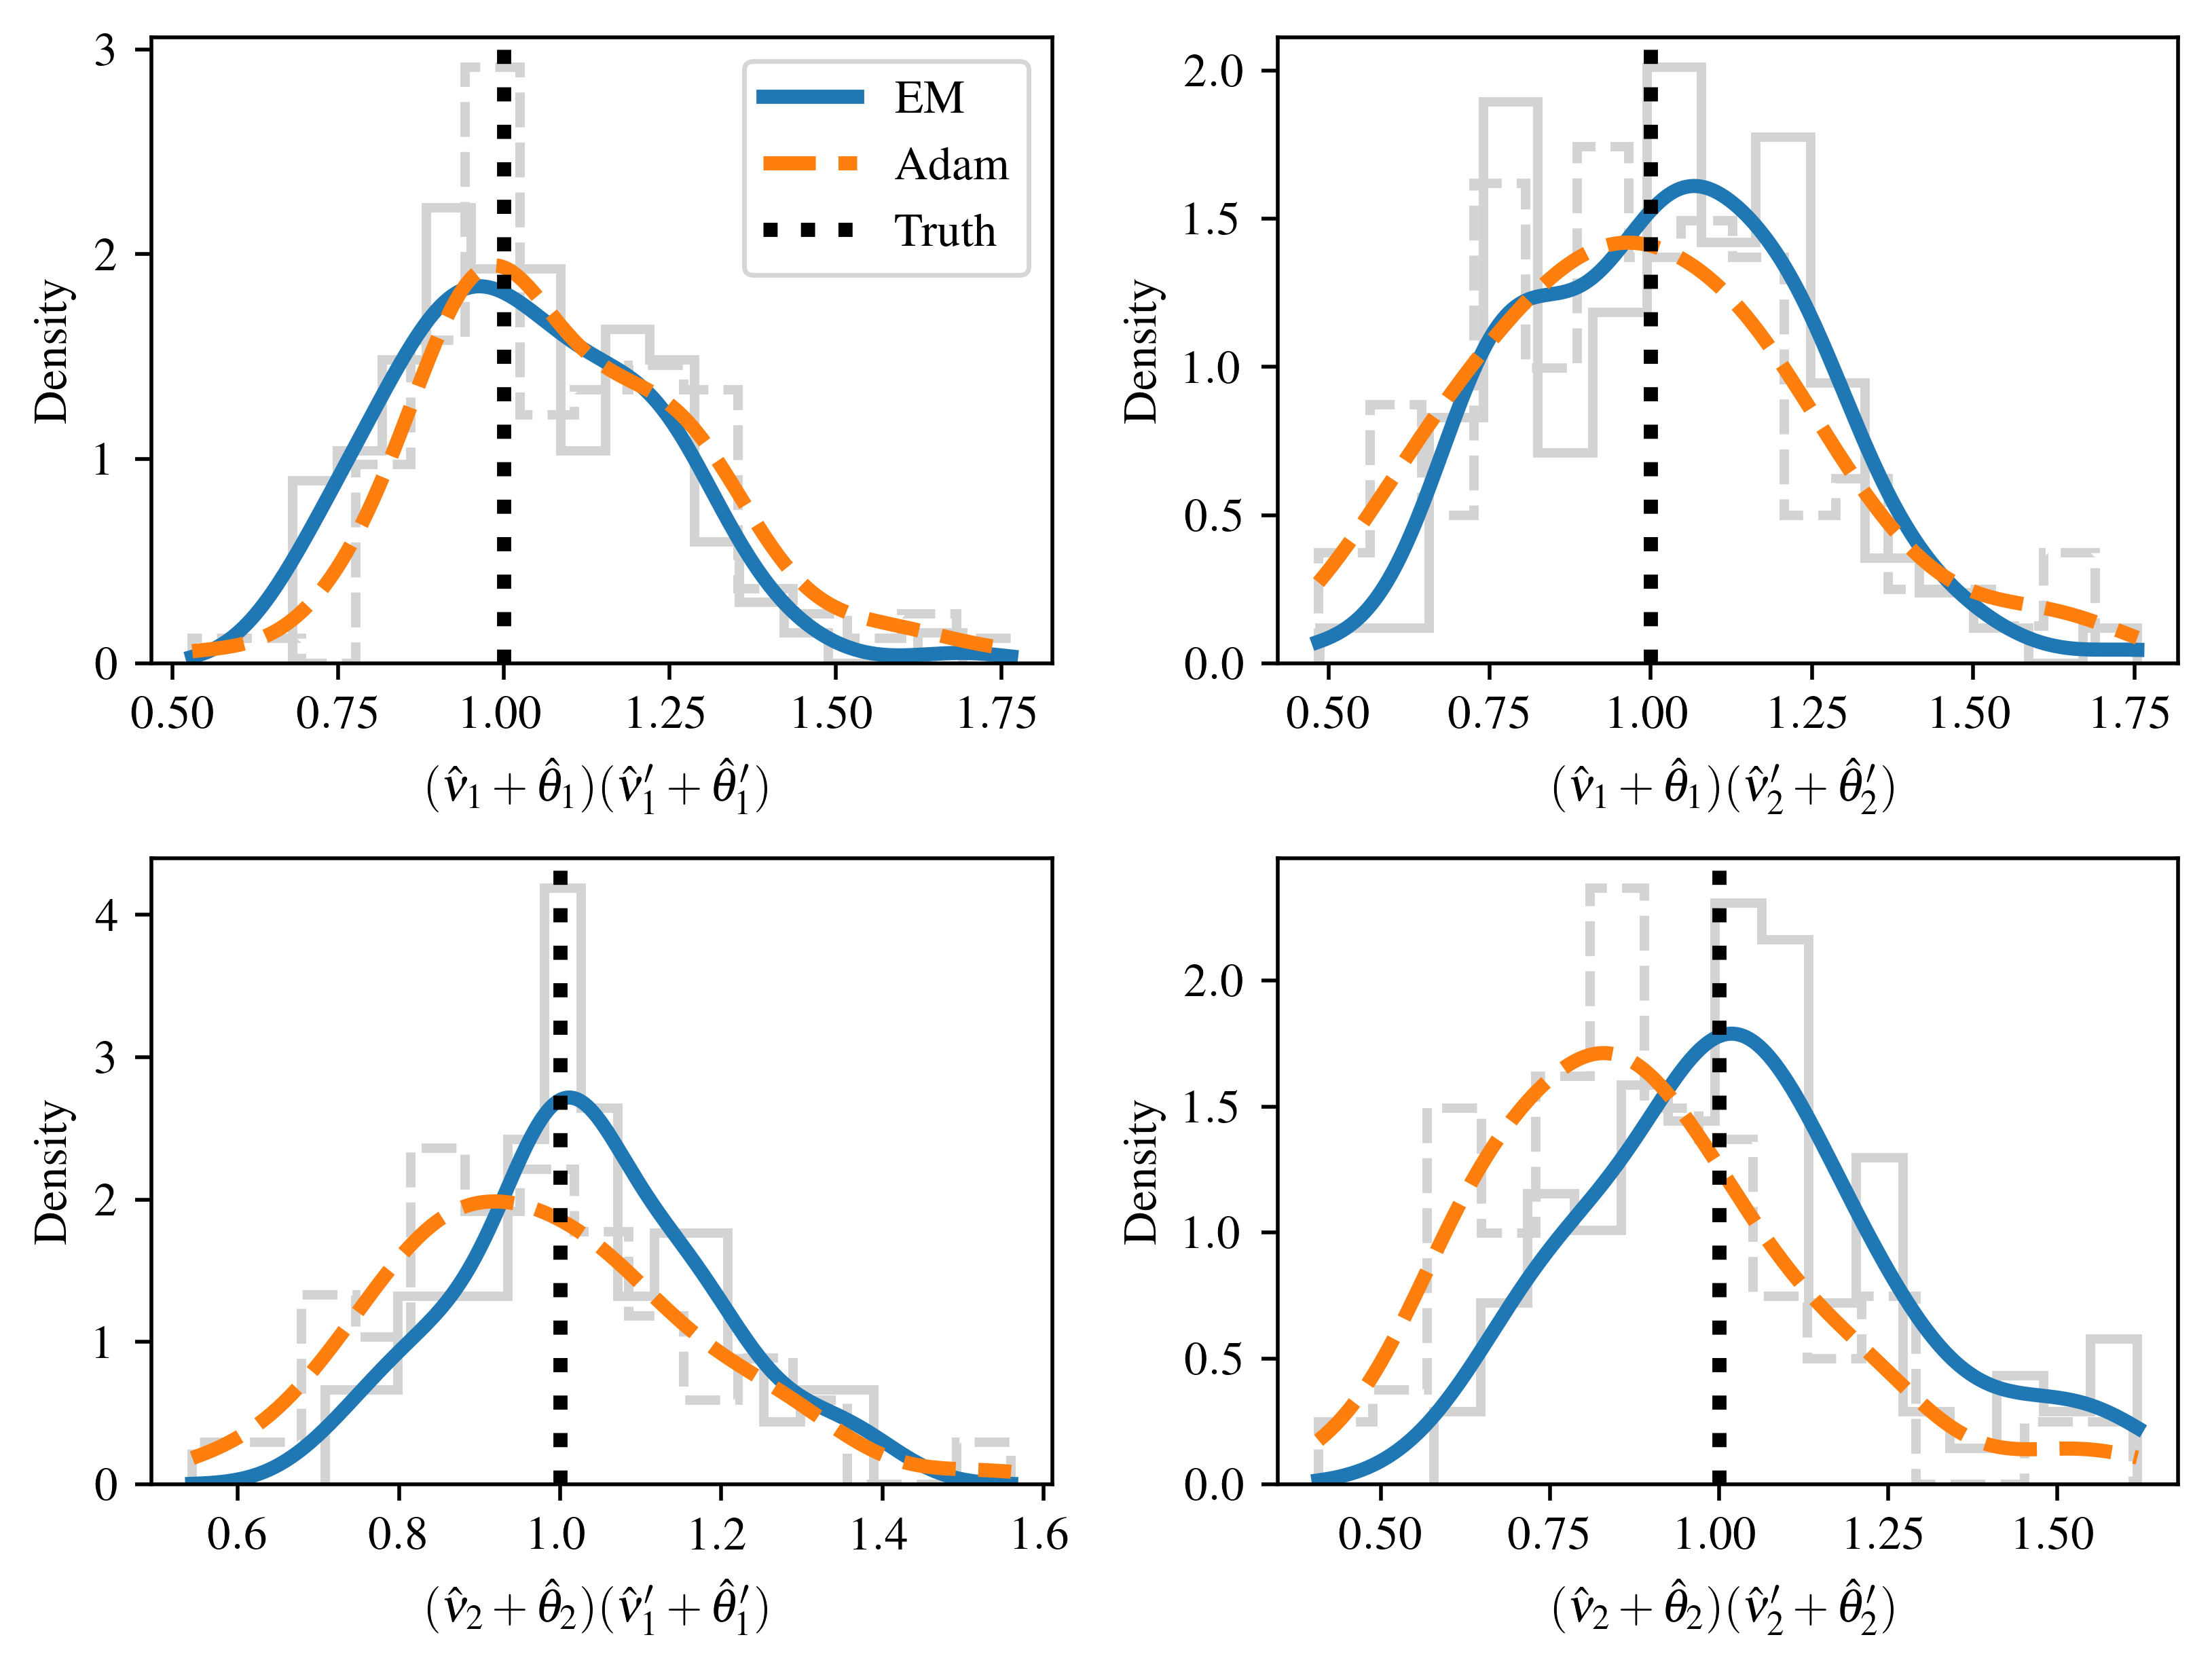 3
2
1
0
Density
EM
Adam
Truth
0.50 0.75 1.00 1.25 1.50 1.75
(v̂₁ + θ̂₁)(v̂′₁ + θ̂′₁)
2.0
1.5
1.0
0.5
0.0
Density
0.50 0.75 1.00 1.25 1.50 1.75
(v̂₁ + θ̂₁)(v̂′₂ + θ̂′₂)
4
3
2
1
0
Density
0.6 0.8 1.0 1.2 1.4 1.6
(v̂₂ + θ̂₂)(v̂′₁ + θ̂′₁)
2.0
1.5
1.0
0.5
0.0
Density
0.50 0.75 1.00 1.25 1.50
(v̂₂ + θ̂₂)(v̂′₂ + θ̂′₂)